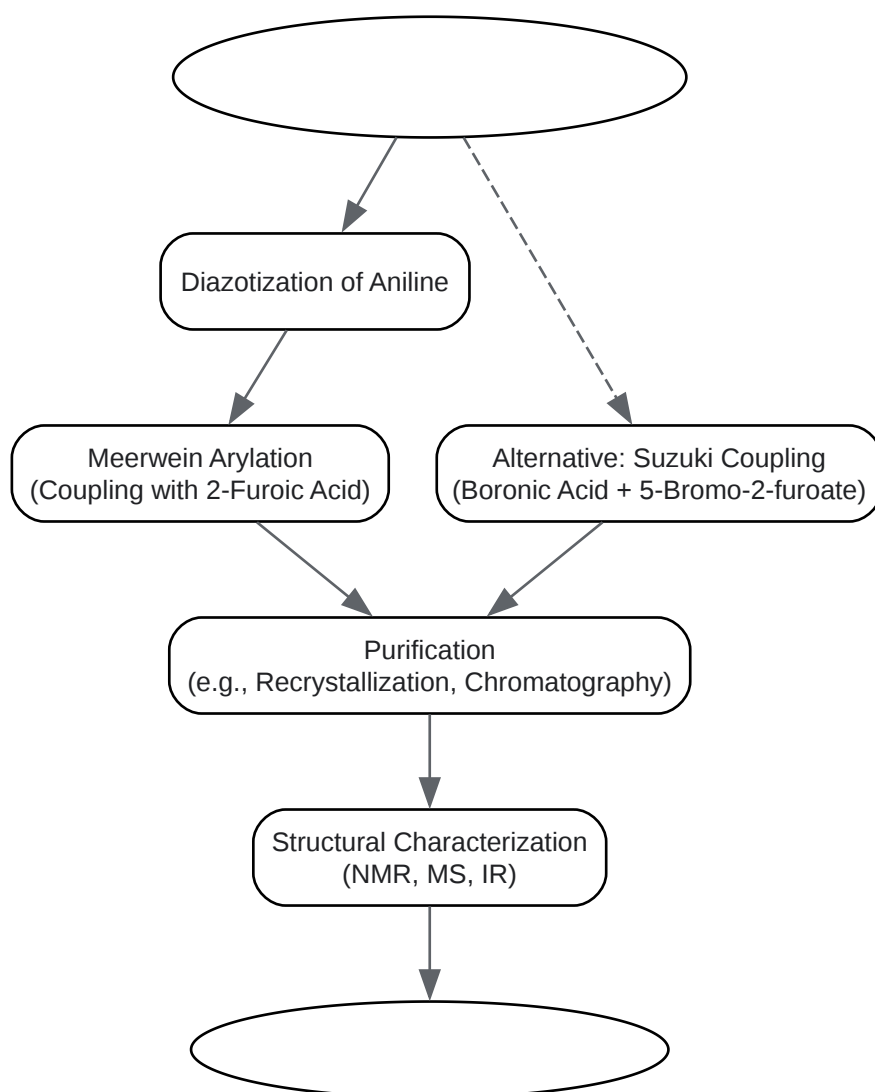 Diazotization of Aniline
Meerwein Arylation
(Coupling with 2-Furoic Acid)
Alternative: Suzuki Coupling
(Boronic Acid + 5-Bromo-2-furoate)
Purification
(e.g., Recrystallization, Chromatography)
Structural Characterization
(NMR, MS, IR)